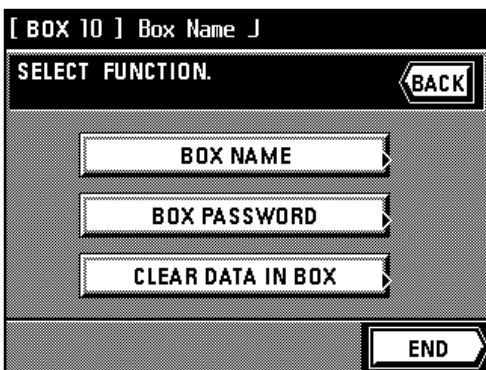 [ BOX 10 ] Box Name J
SELECT FUNCTION.
BACK
BOX NAME
BOX PASSWORD
CLEAR DATA IN BOX
END